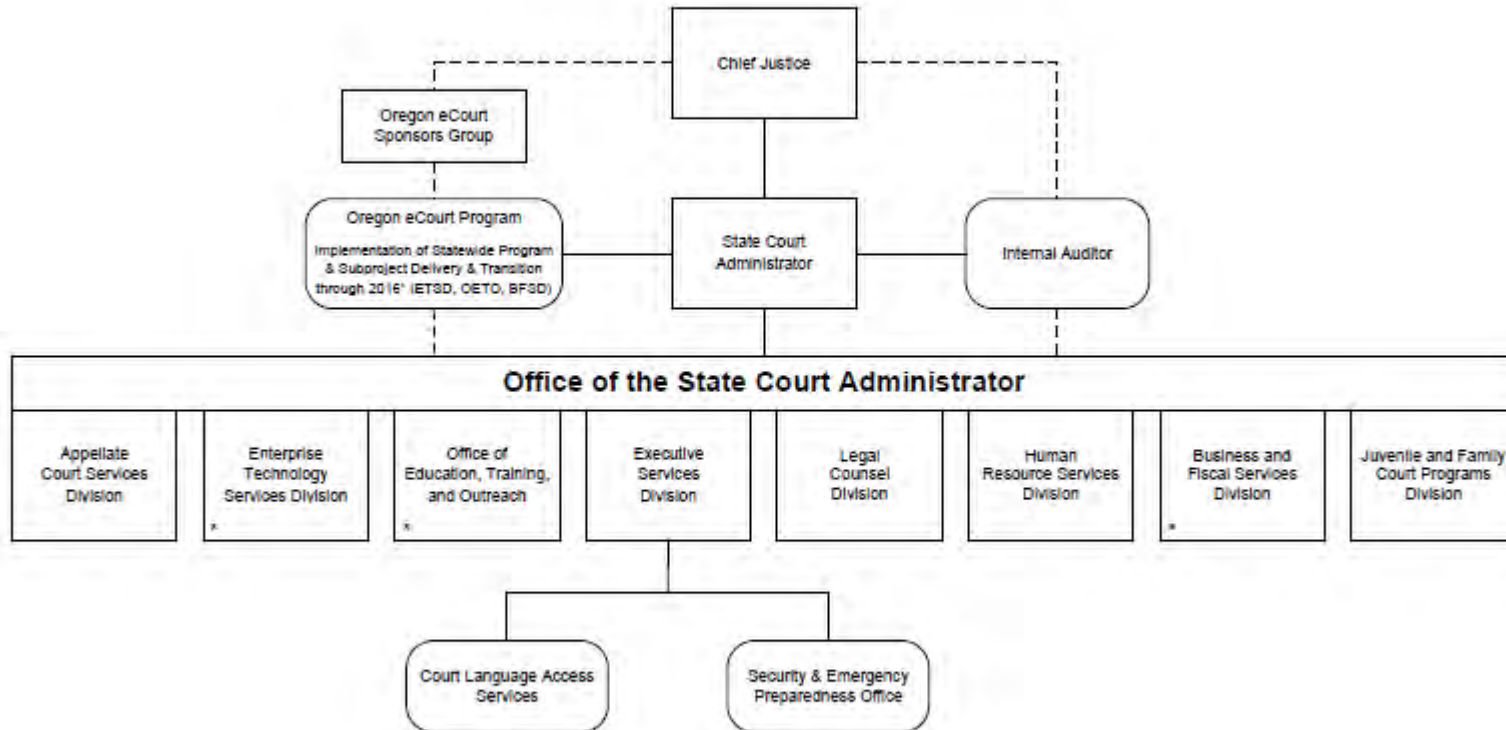 Chief Justice
Oregon eCourt
Sponsors Group
Oregon eCourt Program
Implementation of Statewide Program
& Subproject Delivery & Transition
through 2016* (ETSD, OETO, BFSD)
State Court
Administrator
Internal Auditor
Office of the State Court Administrator
Appellate
Court Services
Division
Enterprise
Technology
Services Division
*
Office of
Education, Training,
and Outreach
*
Executive
Services
Division
Legal
Counsel
Division
Human
Resource Services
Division
Business and
Fiscal Services
Division
*
Juvenile and Family
Court Programs
Division
Court Language Access
Services
Security & Emergency
Preparedness Office